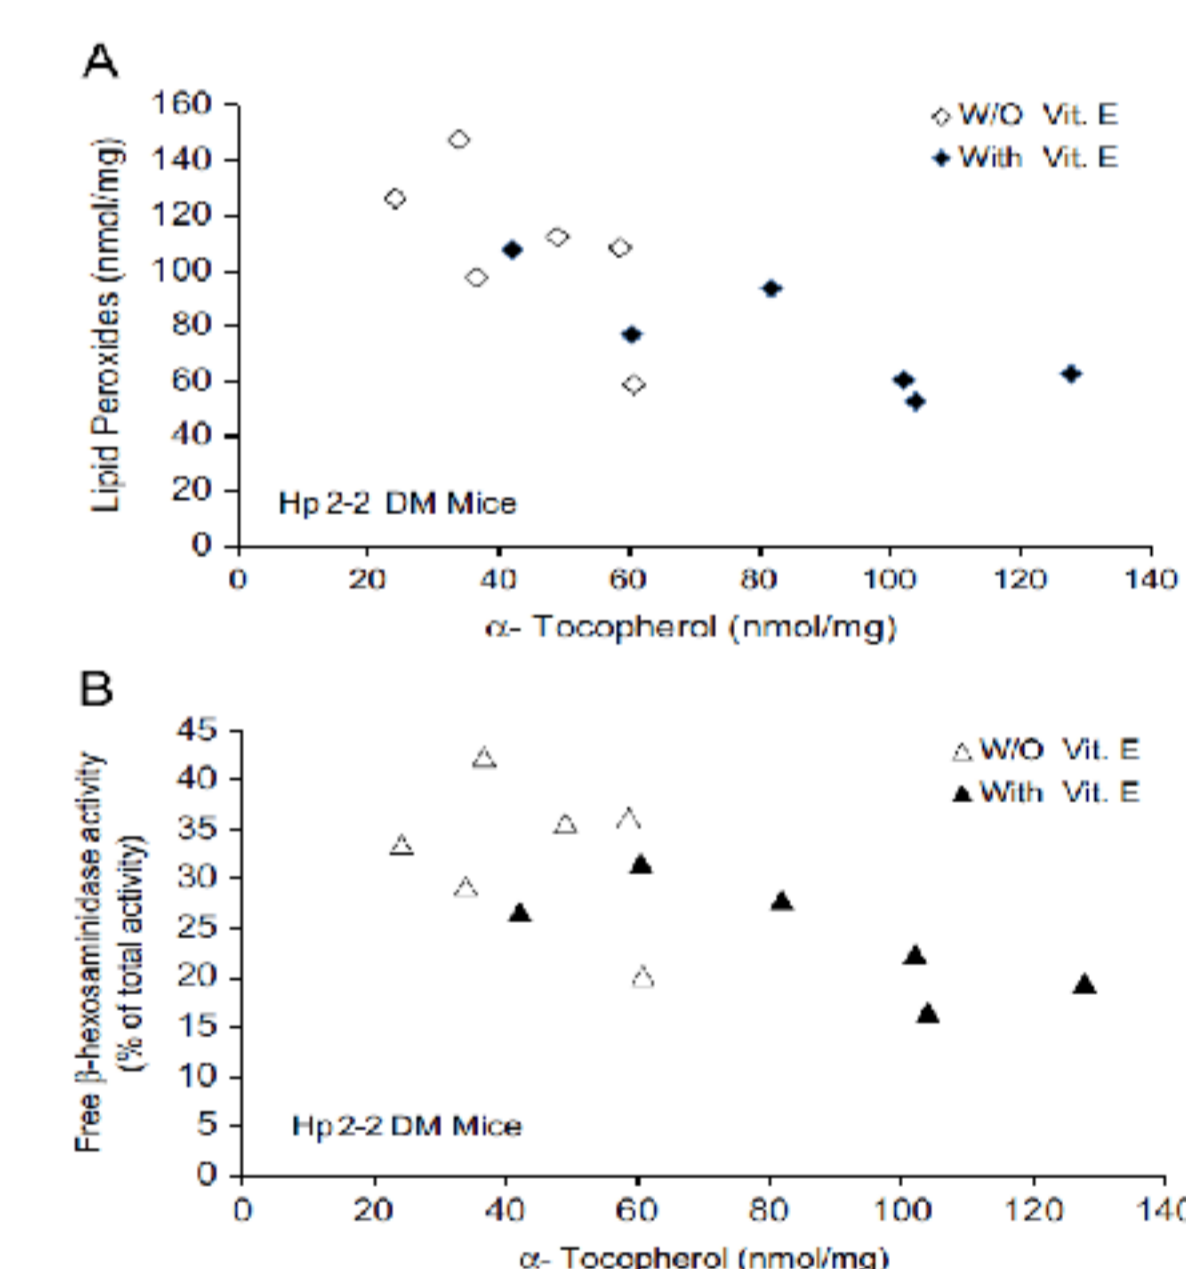 A
160
140
120
100
80
60
40
20
0
Lipid Peroxides (nmol/mg)
W/O Vit. E
With Vit. E
Hp 2-2 DM Mice
0 20 40 60 80 100 120 140
α- Tocopherol (nmol/mg)
B
45
40
35
30
25
20
15
10
5
0
Free β-hexosaminidase activity
(% of total activity)
W/O Vit. E
With Vit. E
Hp 2-2 DM Mice
0 20 40 60 80 100 120 140
α- Tocopherol (nmol/mg)